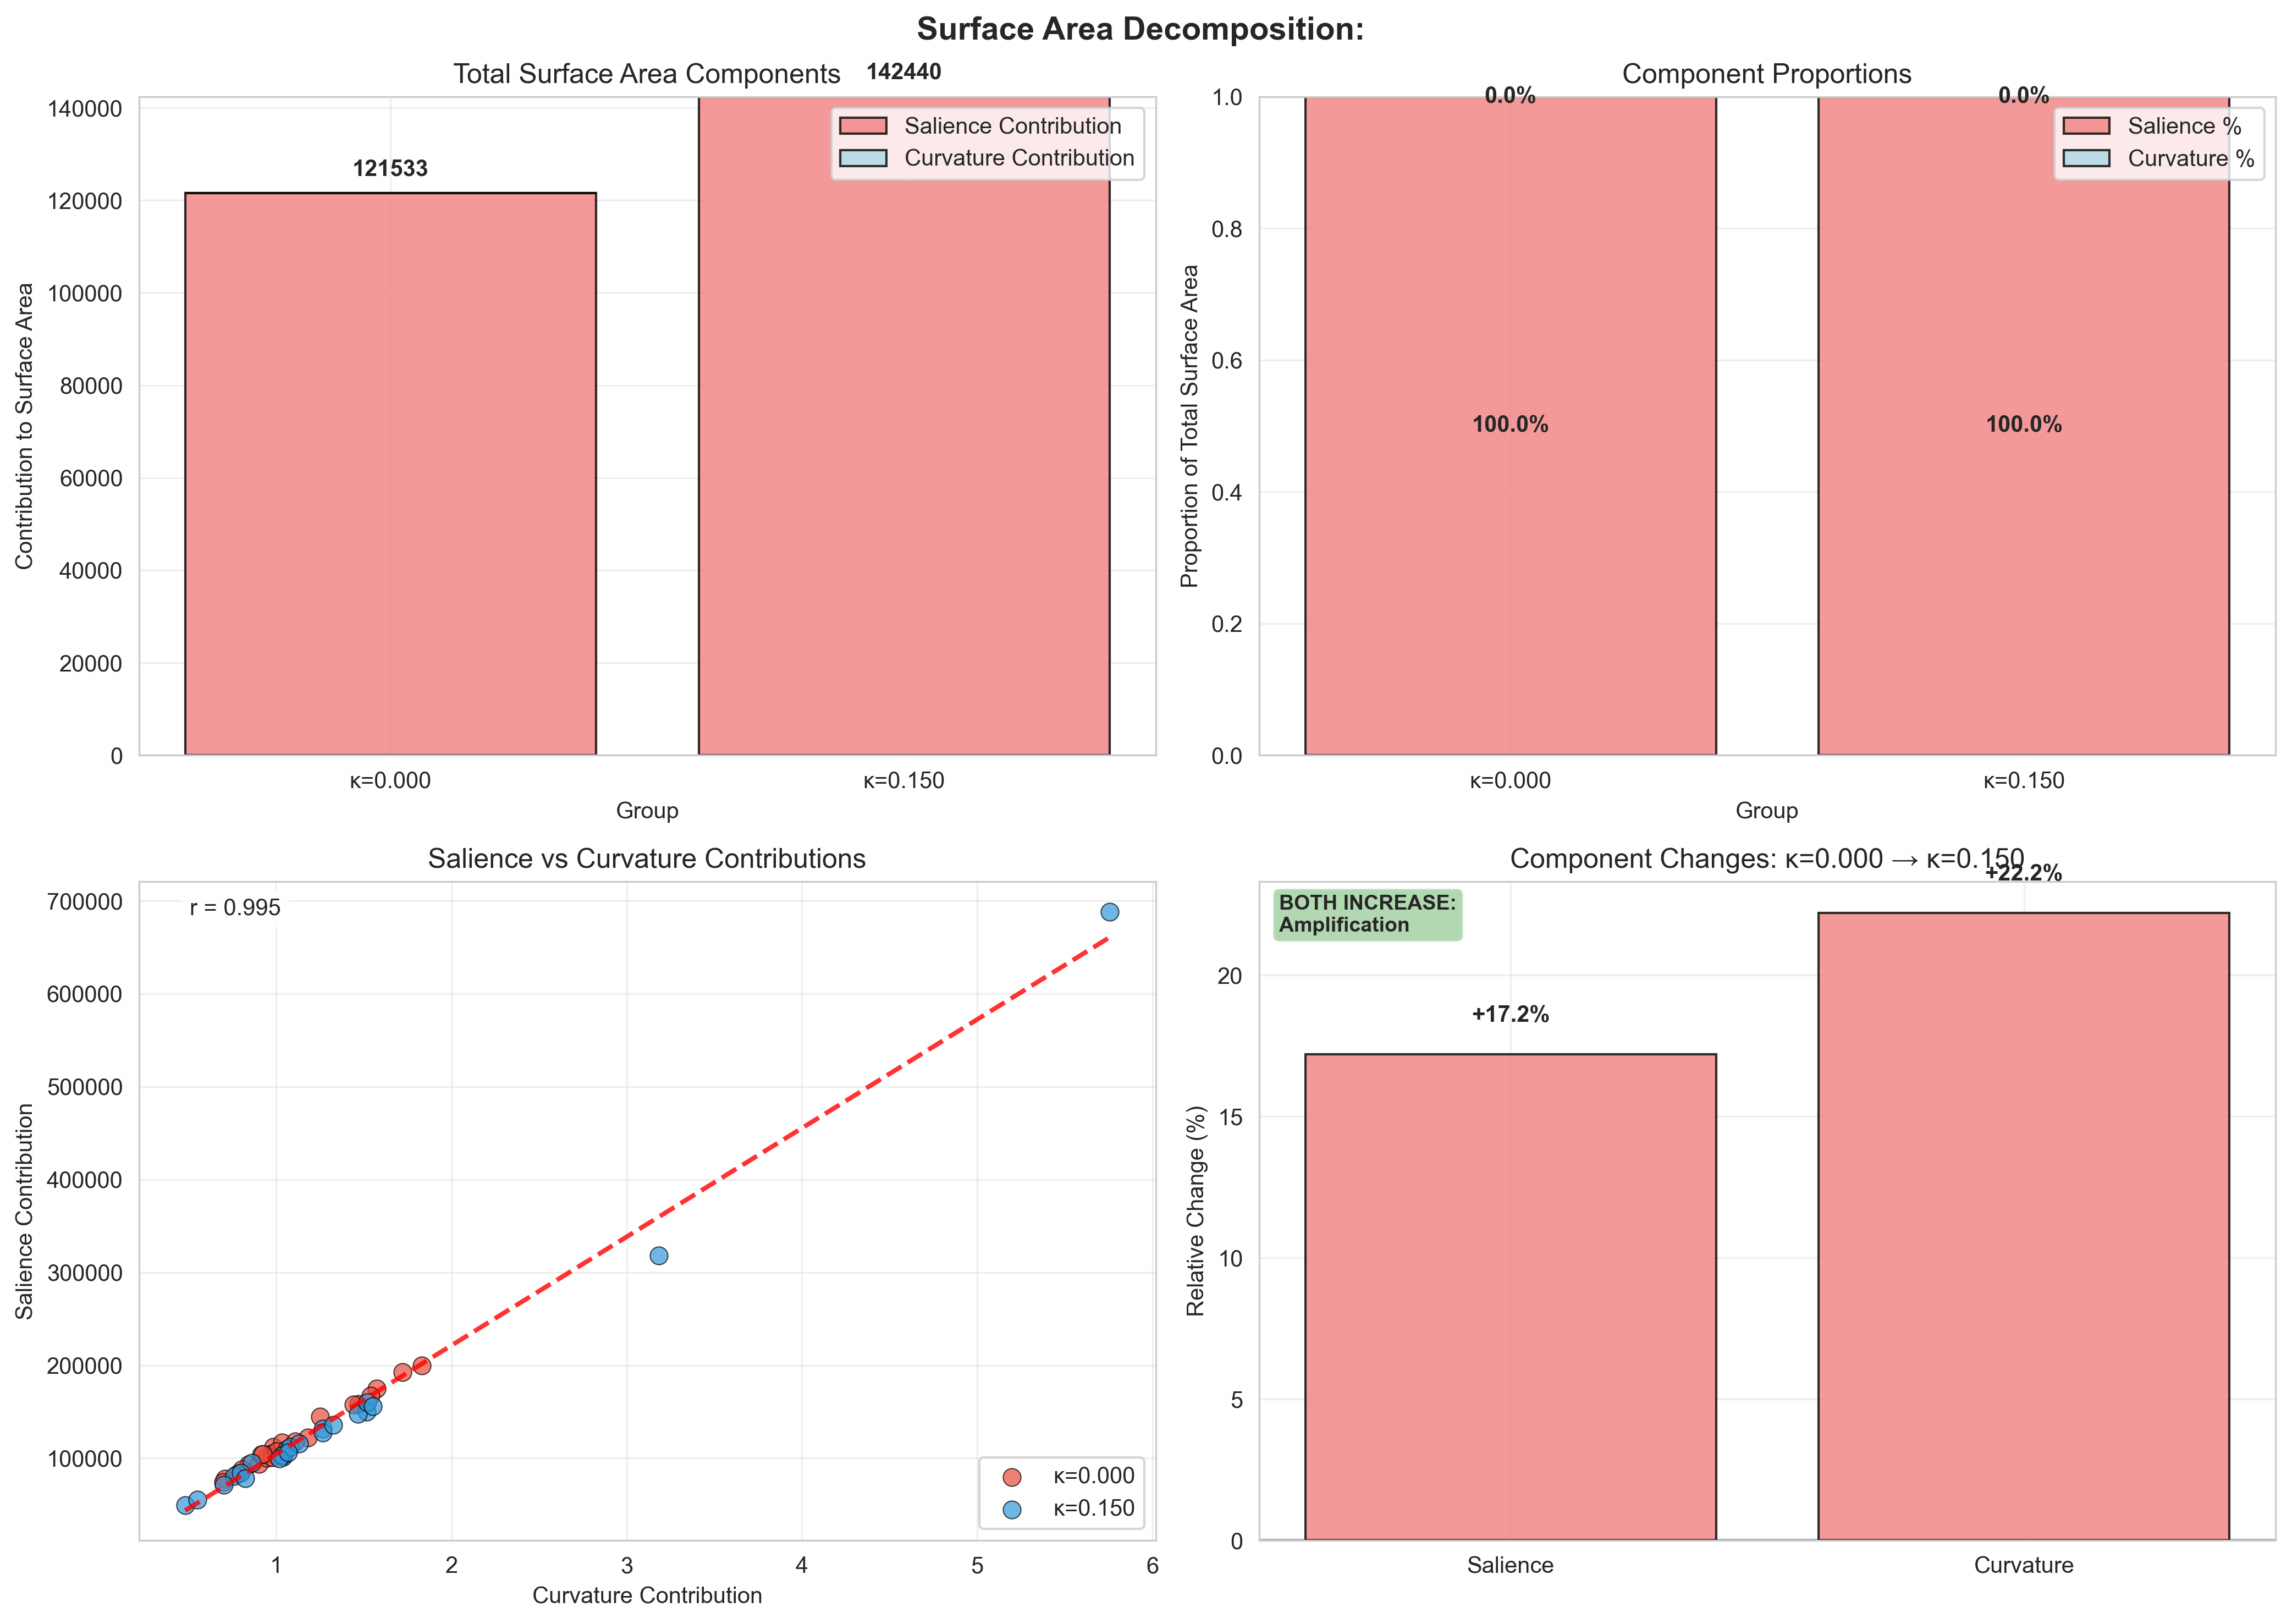 Surface Area Decomposition:
Total Surface Area Components
142440
140000
120000
100000
80000
60000
40000
20000
0
Contribution to Surface Area
121533
Salience Contribution
Curvature Contribution
κ=0.000
κ=0.150
Group
Component Proportions
1.0
0.8
0.6
0.4
0.2
0.0
Proportion of Total Surface Area
0.0%
0.0%
Salience %
Curvature %
100.0%
100.0%
κ=0.000
κ=0.150
Group
Salience vs Curvature Contributions
700000
600000
500000
400000
300000
200000
100000
Salience Contribution
r = 0.995
κ=0.000
κ=0.150
1
2
3
4
5
6
Curvature Contribution
Component Changes: κ=0.000 → κ=0.150
+22.2%
BOTH INCREASE:
Amplification
+17.2%
20
15
10
5
0
Relative Change (%)
Salience
Curvature